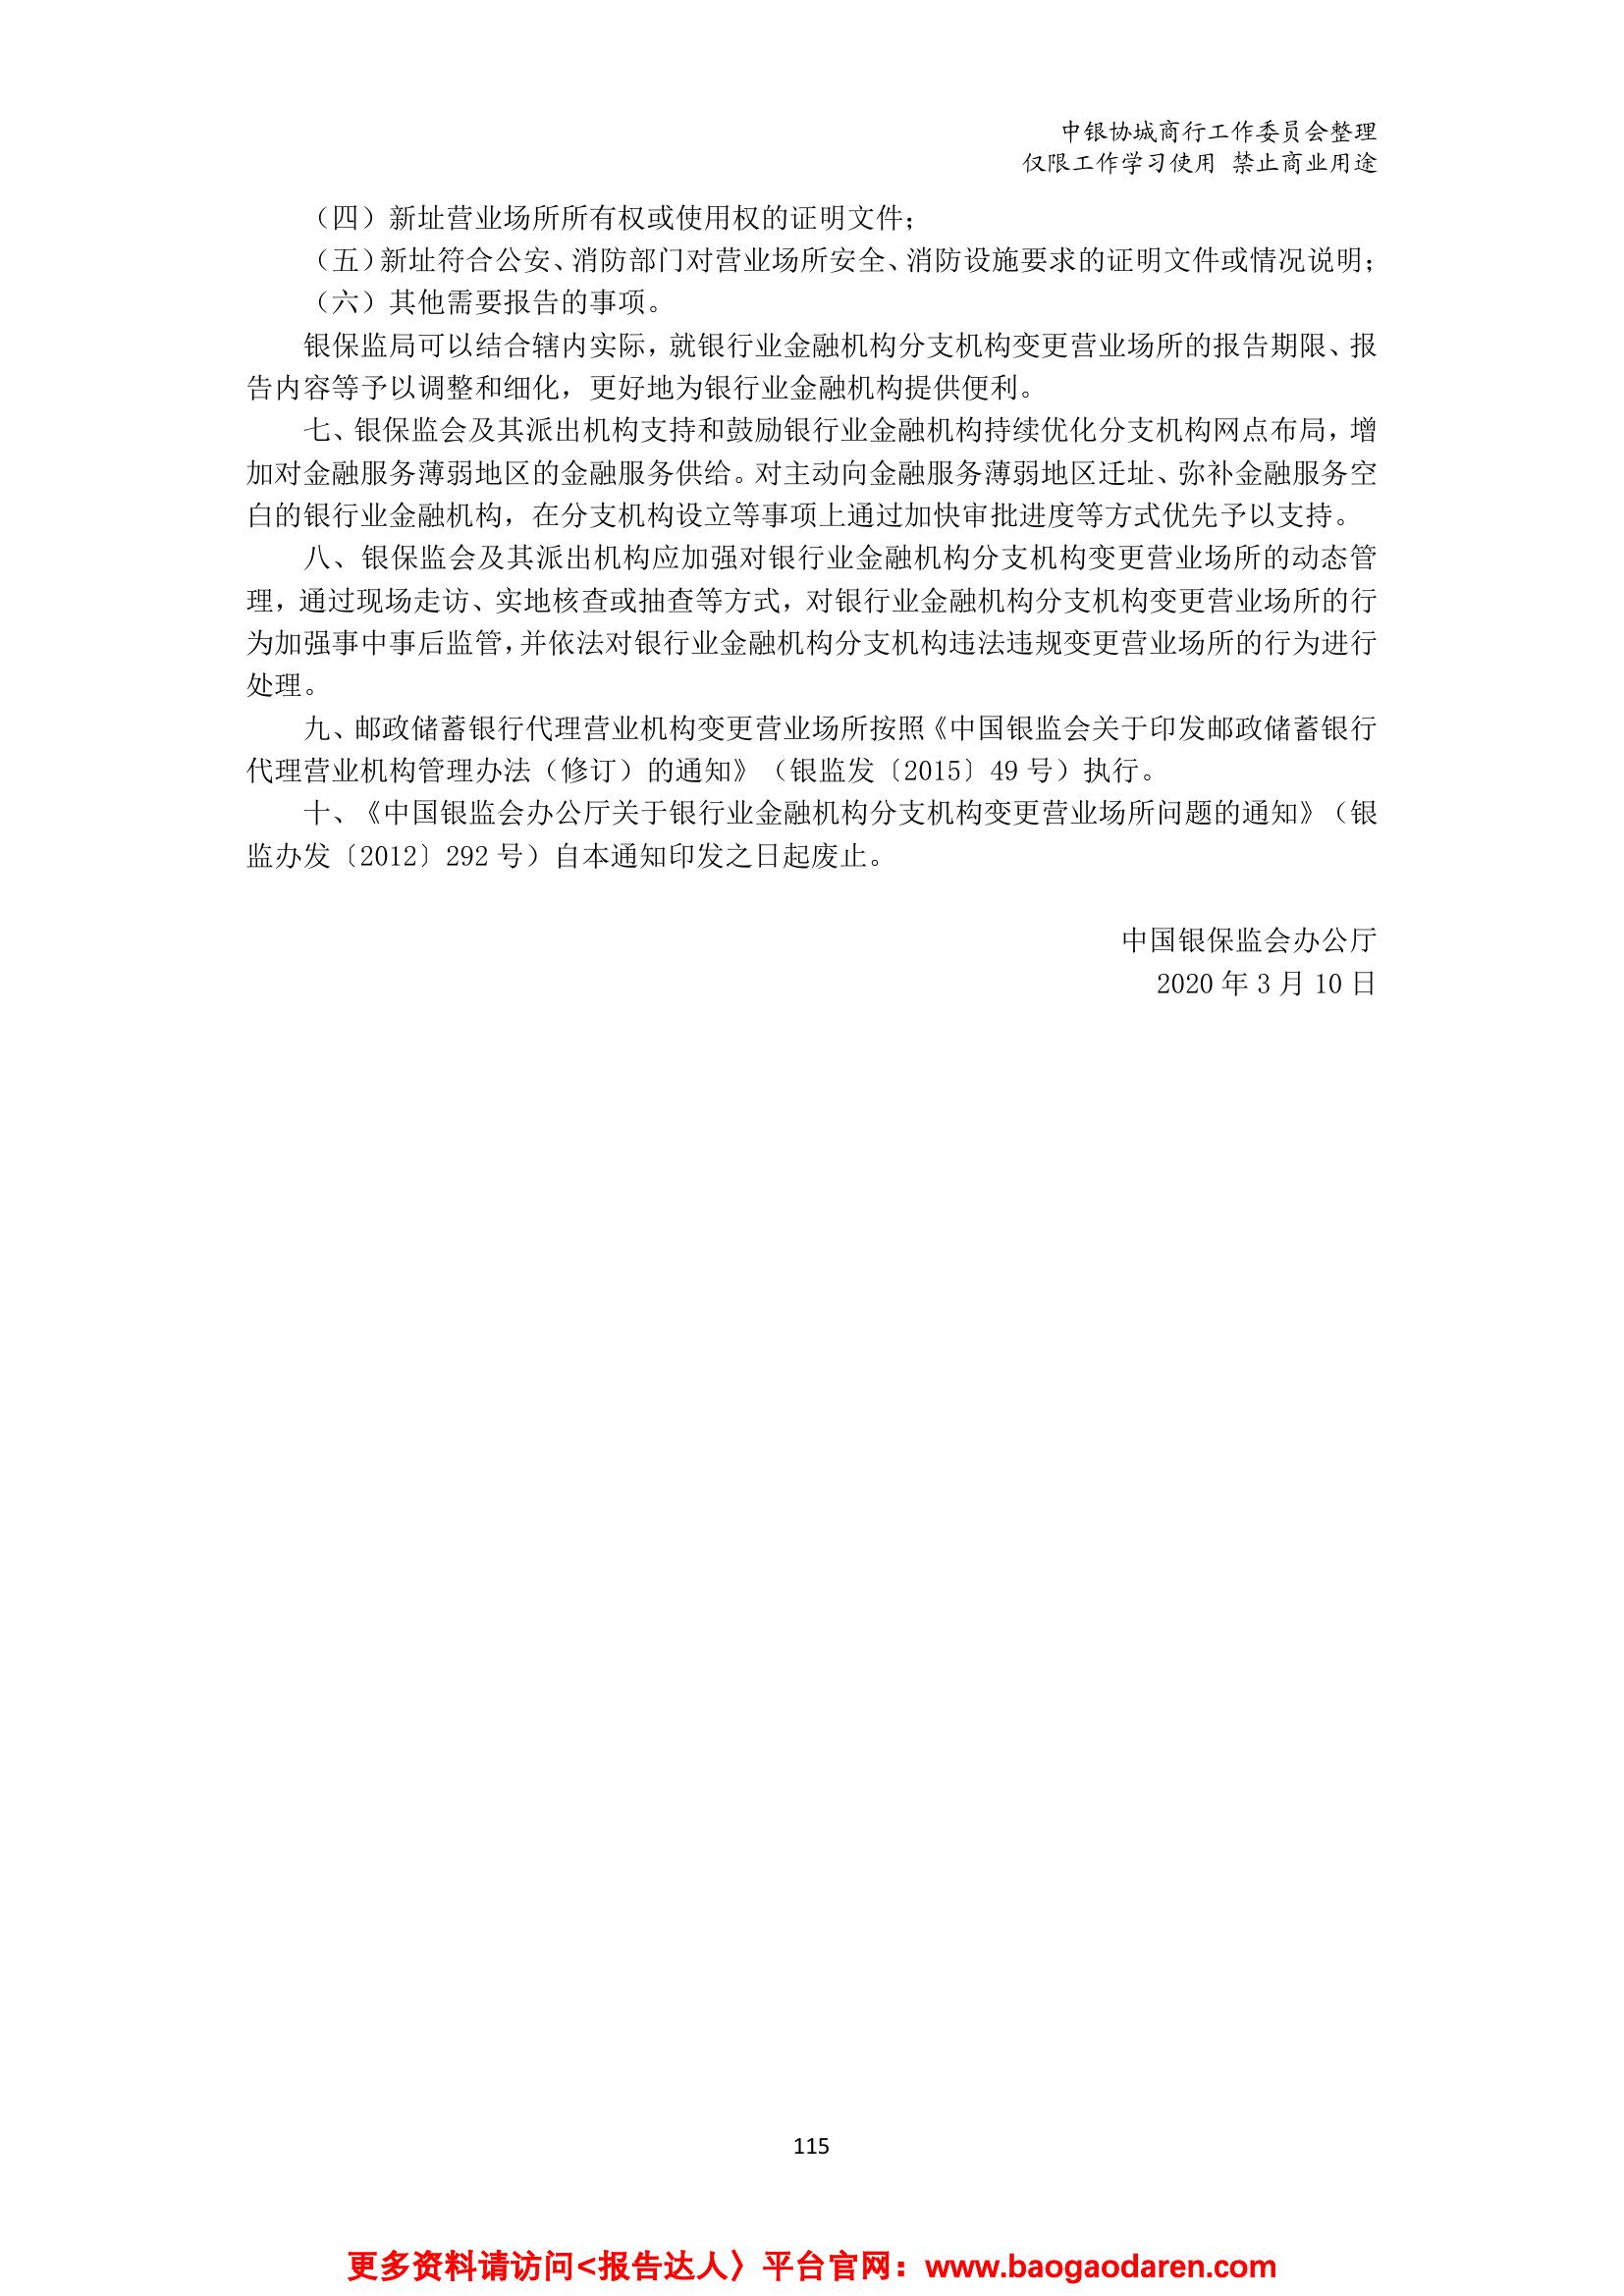 中银协城商行工作委员会整理
仅限工作学习使用 禁止商业用途
（四）新址营业场所所有权或使用权的证明文件；
（五）新址符合公安、消防部门对营业场所安全、消防设施要求的证明文件或情况说明；
（六）其他需要报告的事项。
银保监局可以结合辖内实际，就银行业金融机构分支机构变更营业场所的报告期限、报
告内容等予以调整和细化，更好地为银行业金融机构提供便利。
七、银保监会及其派出机构支持和鼓励银行业金融机构持续优化分支机构网点布局，增
加对金融服务薄弱地区的金融服务供给。对主动向金融服务薄弱地区迁址、弥补金融服务空
白的银行业金融机构，在分支机构设立等事项上通过加快审批进度等方式优先予以支持。
八、银保监会及其派出机构应加强对银行业金融机构分支机构变更营业场所的动态管
理，通过现场走访、实地核查或抽查等方式，对银行业金融机构分支机构变更营业场所的行
为加强事中事后监管，并依法对银行业金融机构分支机构违法违规变更营业场所的行为进行
处理。
九、邮政储蓄银行代理营业机构变更营业场所按照《中国银监会关于印发邮政储蓄银行
代理营业机构管理办法（修订）的通知》（银监发〔2015〕49 号）执行。
十、《中国银监会办公厅关于银行业金融机构分支机构变更营业场所问题的通知》（银
监办发〔2012〕292 号）自本通知印发之日起废止。
中国银保监会办公厅
2020 年 3 月 10 日
115
更多资料请访问<报告达人〉平台官网：www.baogaodaren.com